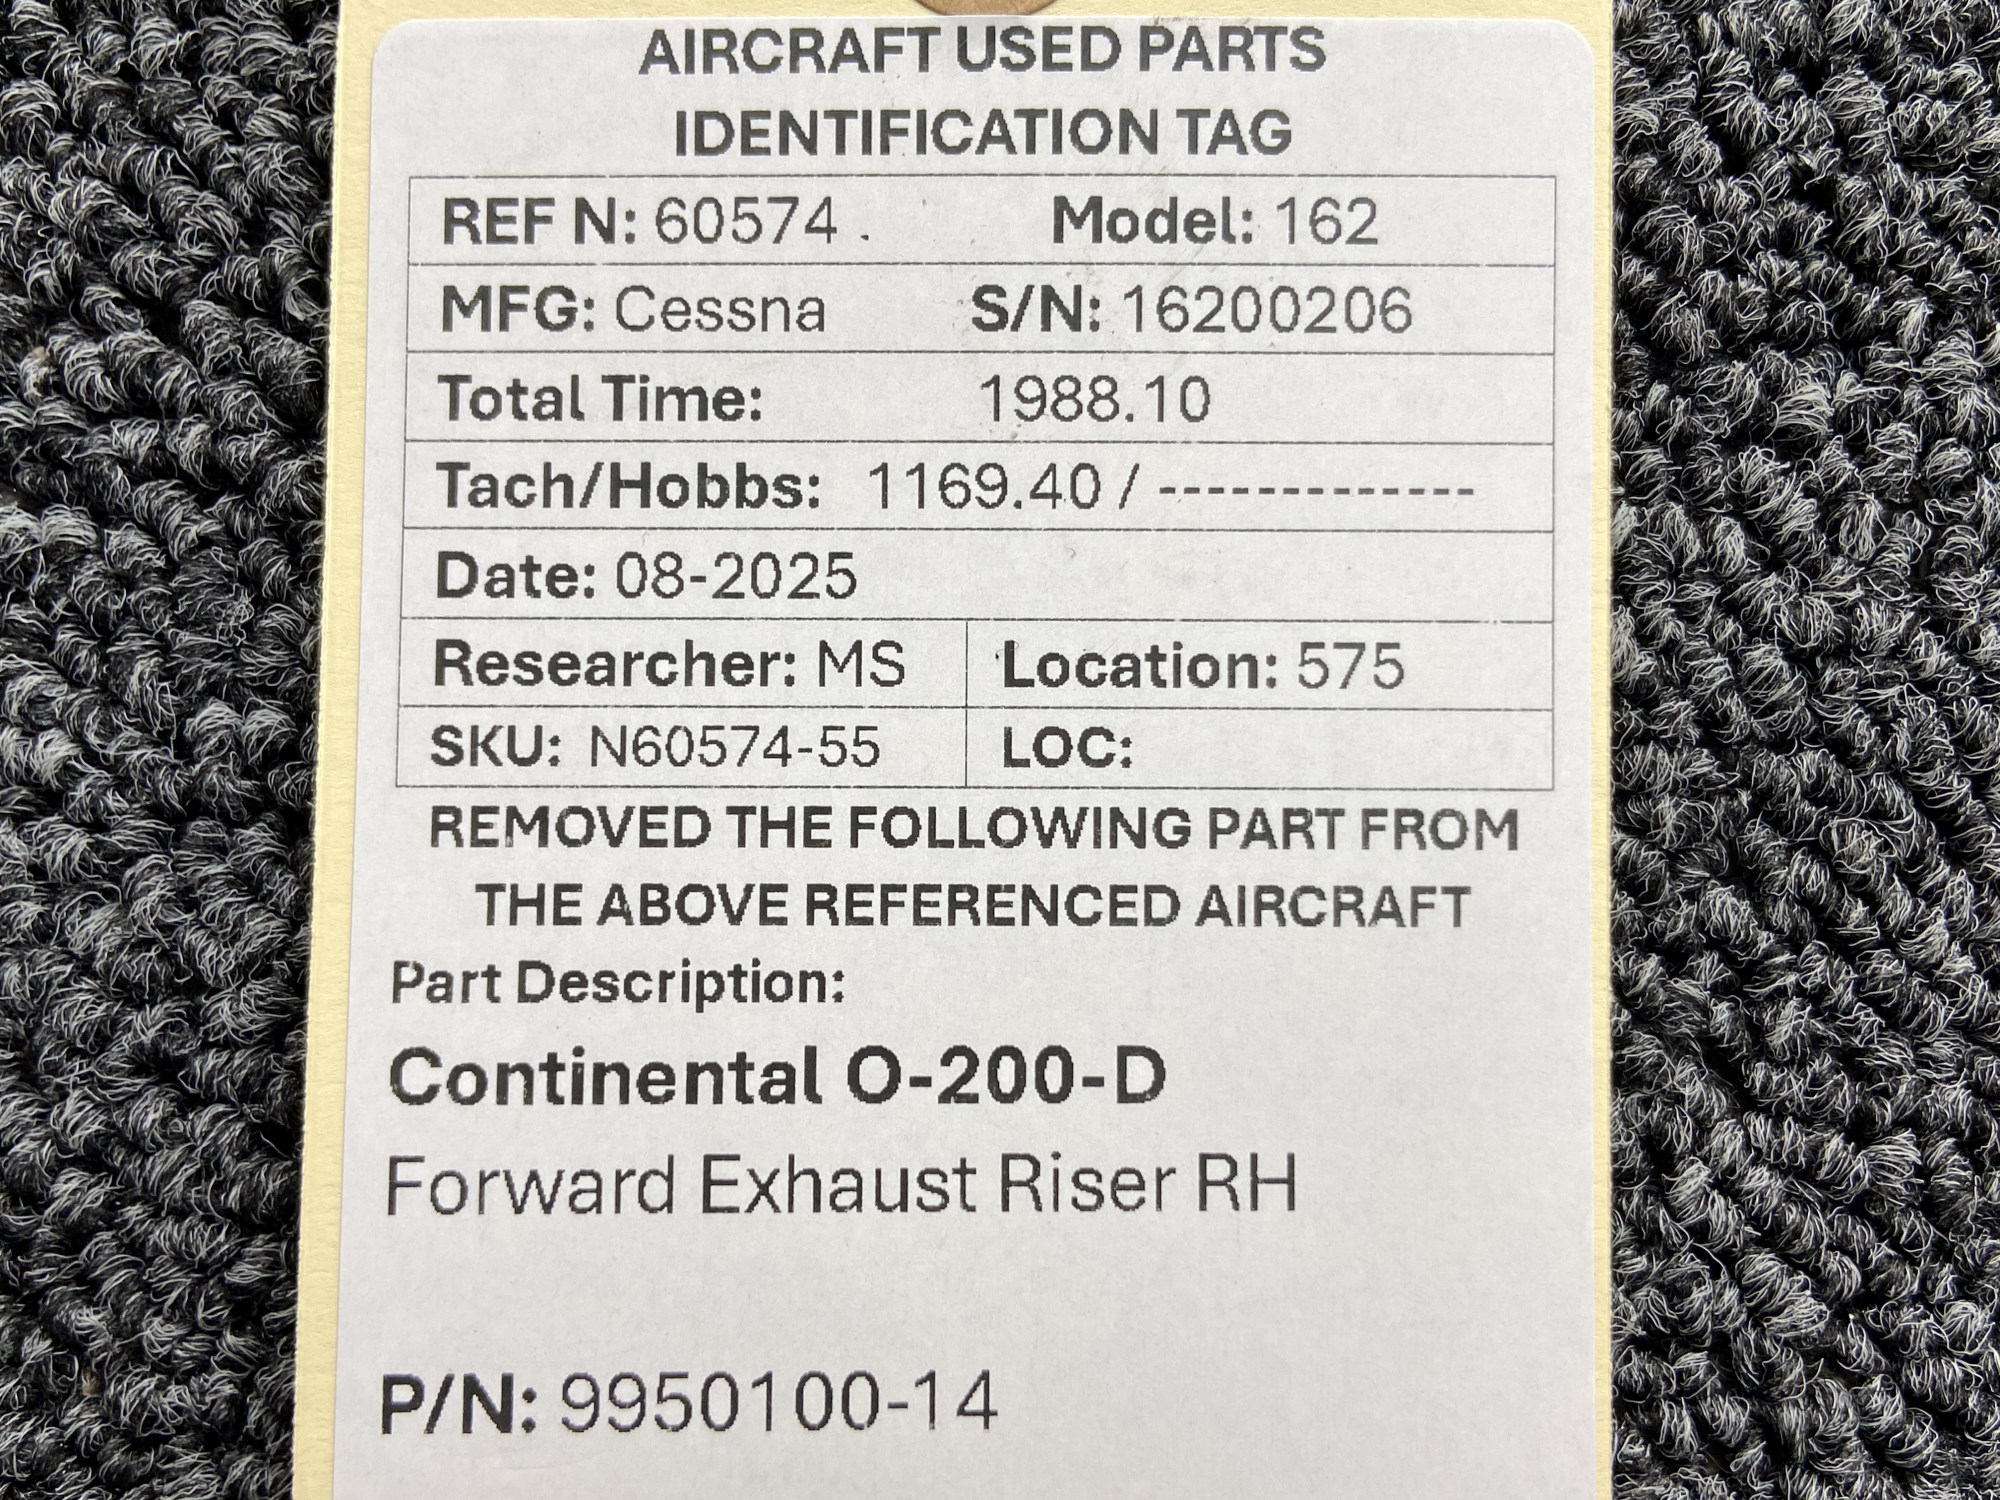 AIRCRAFT USED PARTS
IDENTIFICATION TAG
REF N: 60574 . Model: 162
MFG: Cessna S/N: 16200206
Total Time: 1988.10
Tach/Hobbs: 1169.40 / -------------
Date: 08-2025
Researcher: MS Location: 575
SKU: N60574-55 LOC:
REMOVED THE FOLLOWING PART FROM
THE ABOVE REFERENCED AIRCRAFT
Part Description:
Continental O-200-D
Forward Exhaust Riser RH
P/N: 9950100-14